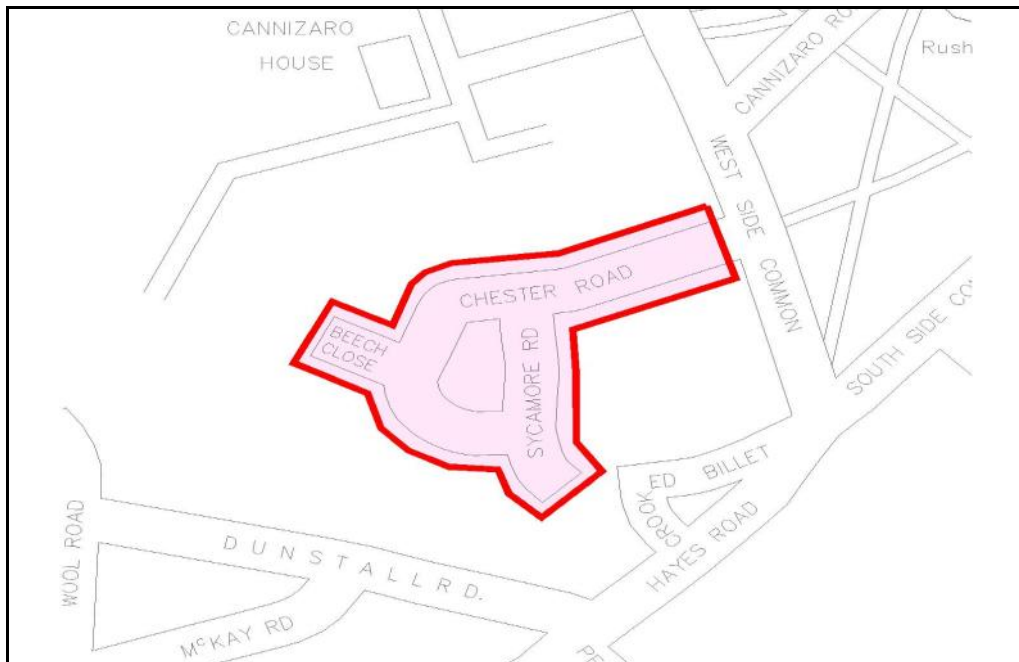 CANNIZARO
HOUSE
CANNIZARO RO
Rush
WEST SIDE COMMON
CHESTER ROAD
BEECH
CLOSE
SYCAMORE RD
SOUTH SIDE CO
CROOKED BILLET
HAYES ROAD
WOOL ROAD
DUNSTALL RD.
McKAY RD
PE